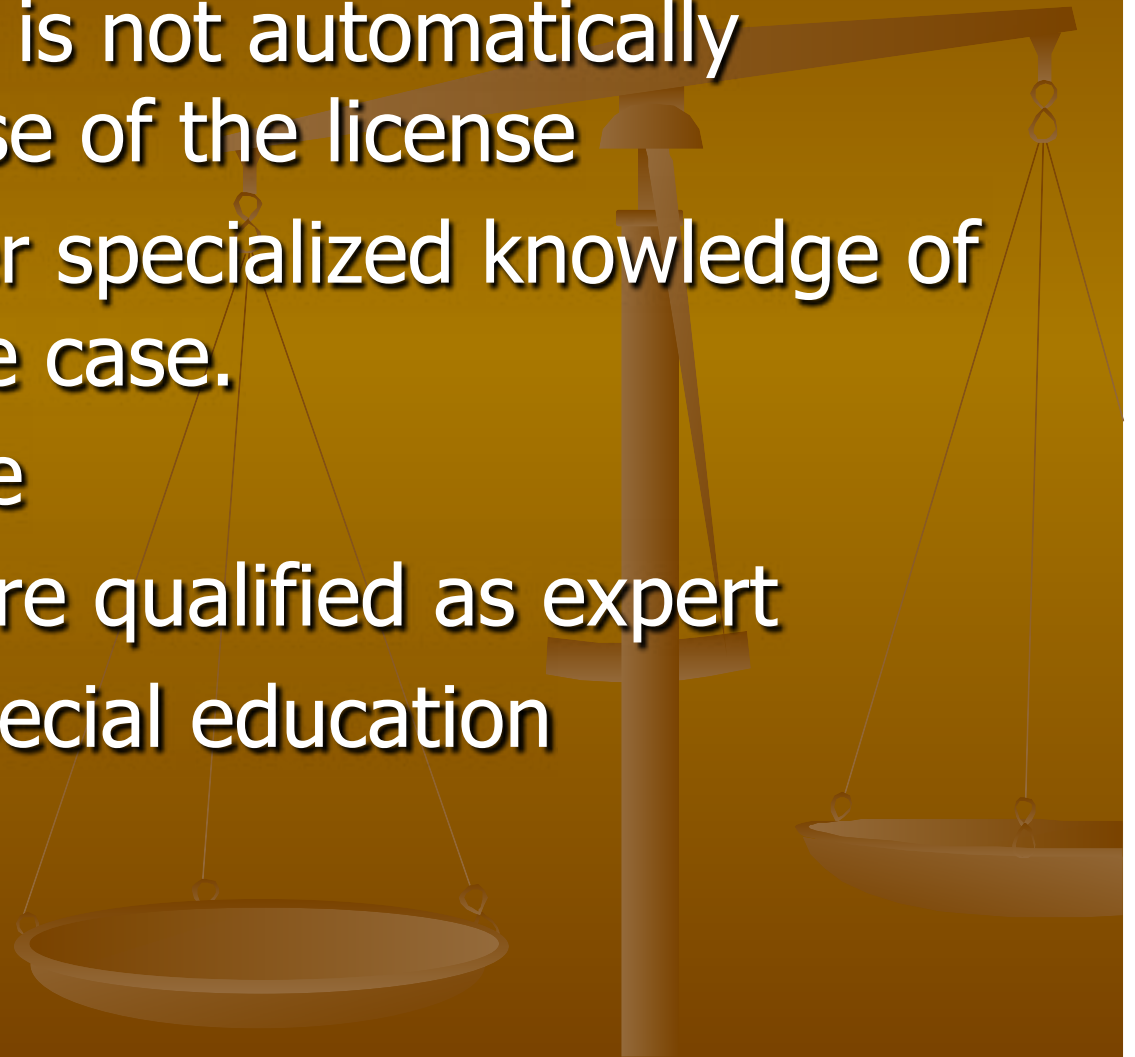 is not automatically
se of the license
r specialized knowledge of
e case.
e
re qualified as expert
ecial education